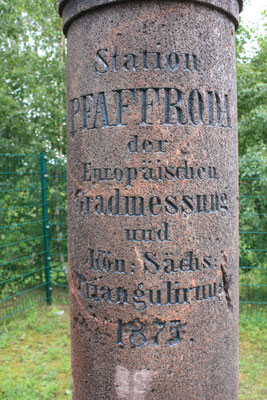 Station
PFAFFRODA
der
Europäischen
Gradmessung
und
Kön: Sächs:
Triangulirung
1875.